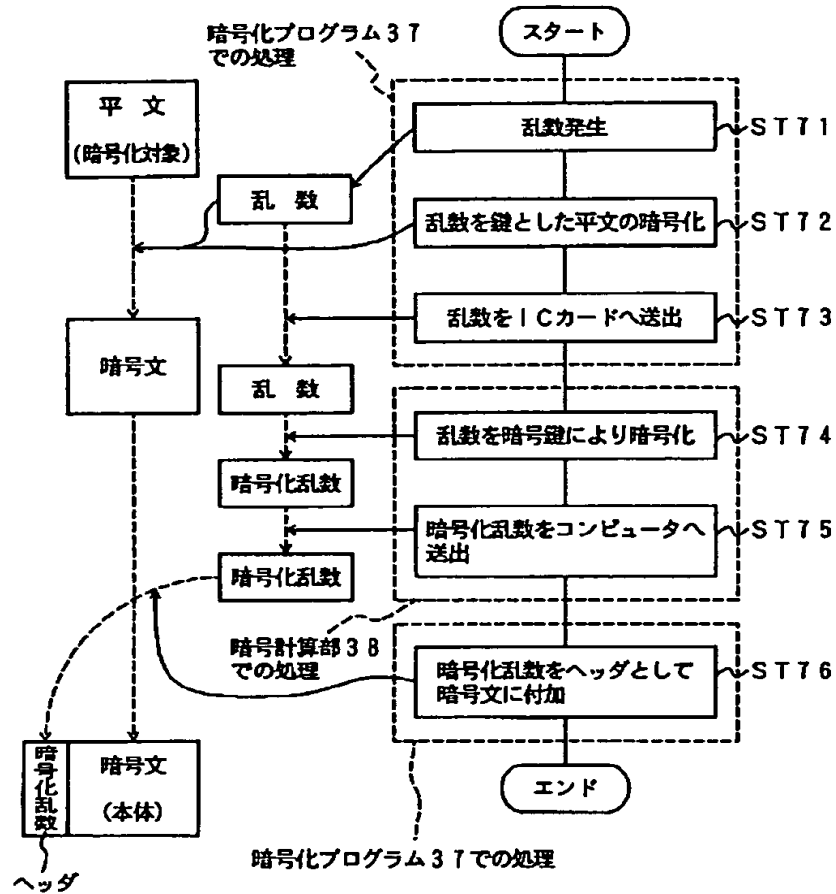 スタート
暗号化プログラム37
での処理
平 文
(暗号化対象)
乱数発生
ST71
乱 数
乱数を鍵とした平文の暗号化
ST72
乱数をICカードへ送出
ST73
暗号文
乱 数
乱数を暗号鍵により暗号化
ST74
暗号化乱数
暗号化乱数をコンピュータへ
送出
ST75
暗号化乱数
暗号計算部38
での処理
暗号化乱数をヘッダとして
暗号文に付加
ST76
暗号化乱数
暗号文
(本体)
エンド
暗号化プログラム37での処理
ヘッダ